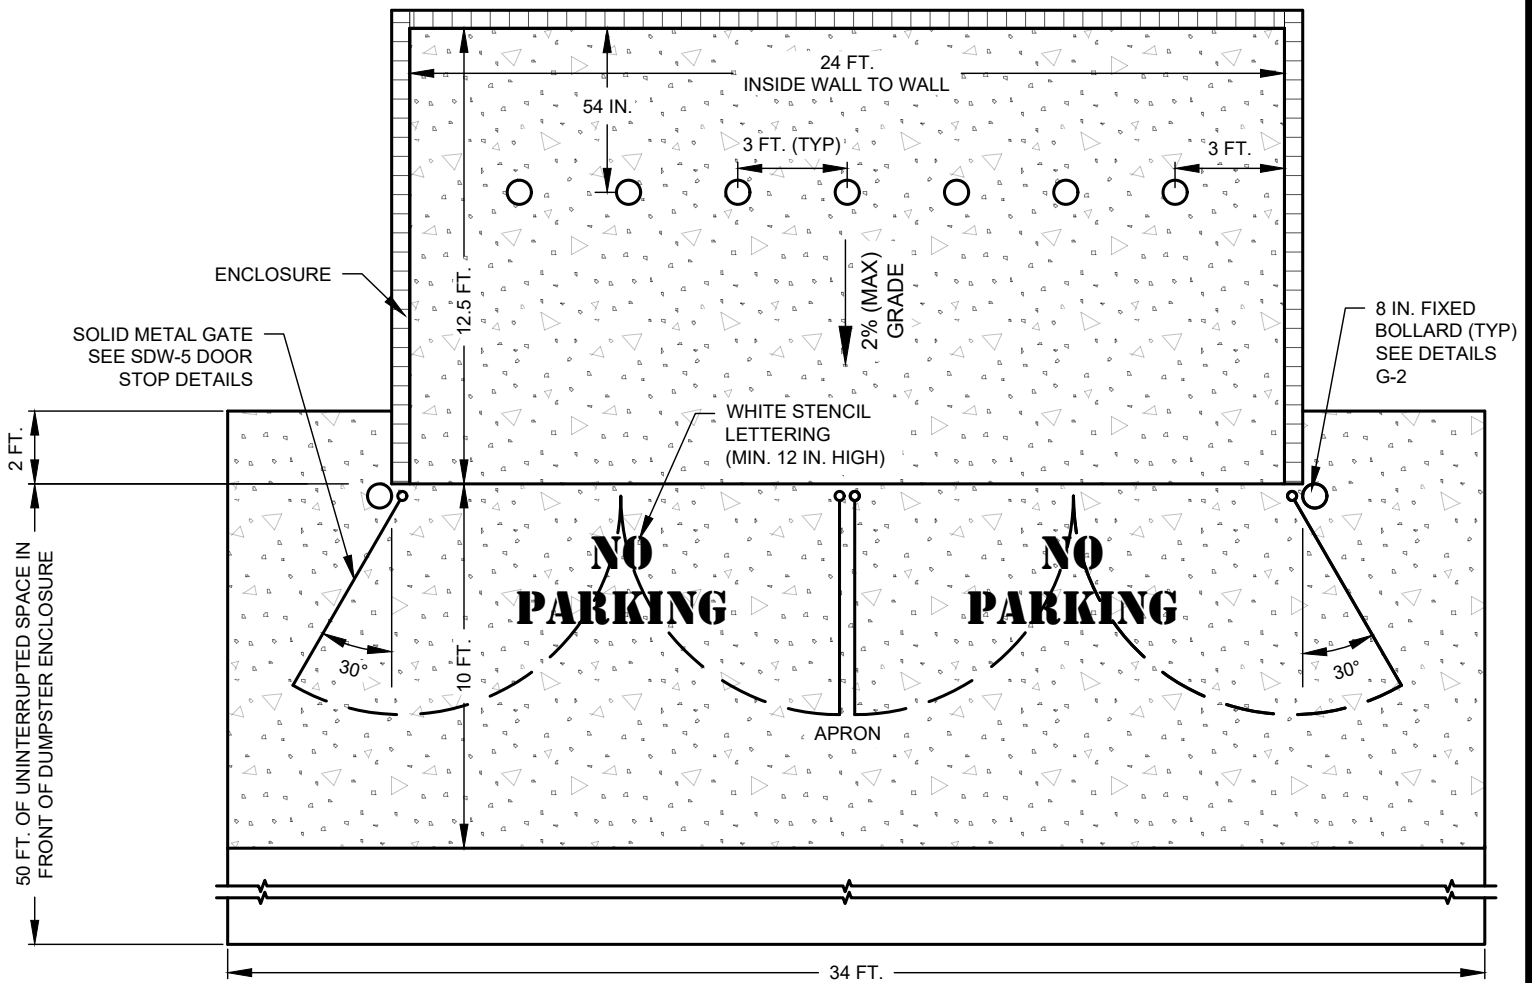 24 FT.
INSIDE WALL TO WALL
54 IN.
3 FT. (TYP)
3 FT.
12.5 FT.
2% (MAX)
GRADE
ENCLOSURE
SOLID METAL GATE
SEE SDW-5 DOOR
STOP DETAILS
8 IN. FIXED
BOLLARD (TYP)
SEE DETAILS
G-2
WHITE STENCIL
LETTERING
(MIN. 12 IN. HIGH)
2 FT.
50 FT. OF UNINTERRUPTED SPACE IN
FRONT OF DUMPSTER ENCLOSURE
NO
PARKING
NO
PARKING
30°
10 FT.
30°
APRON
34 FT.